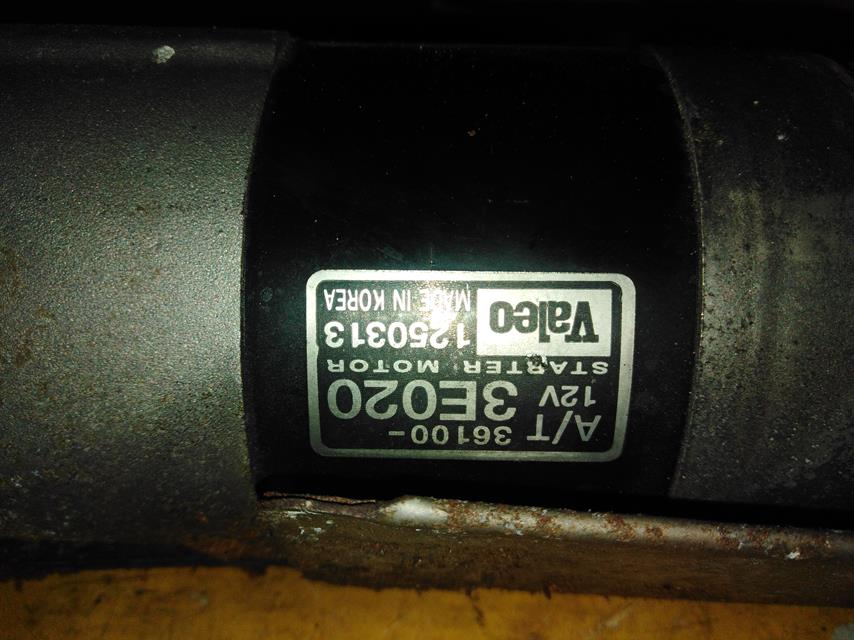 36100-
A/T 12V 3E020
STARTER MOTOR
Valeo 1250313
MADE IN KOREA